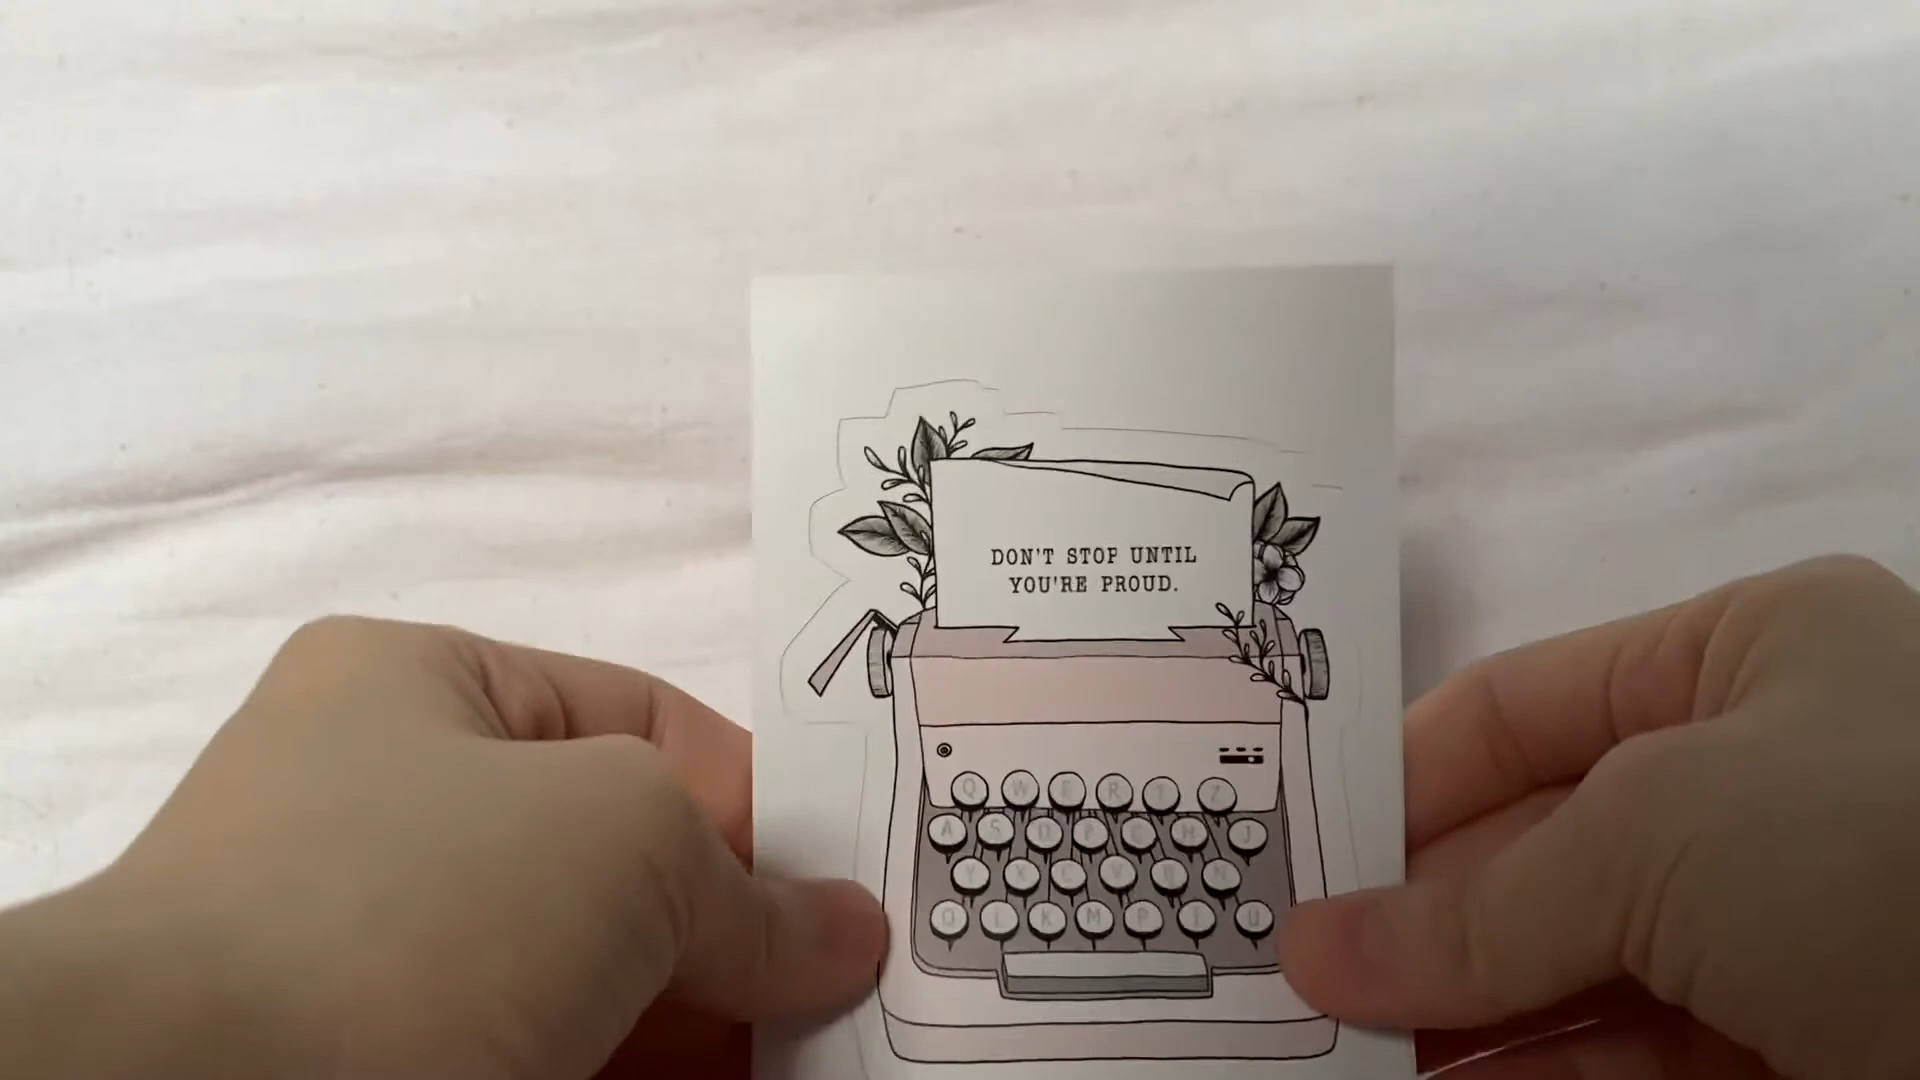 DON'T STOP UNTIL
YOU'RE PROUD.
Q W E R T Z
A S D F G H J
Y X C V B N
O L K M P I U